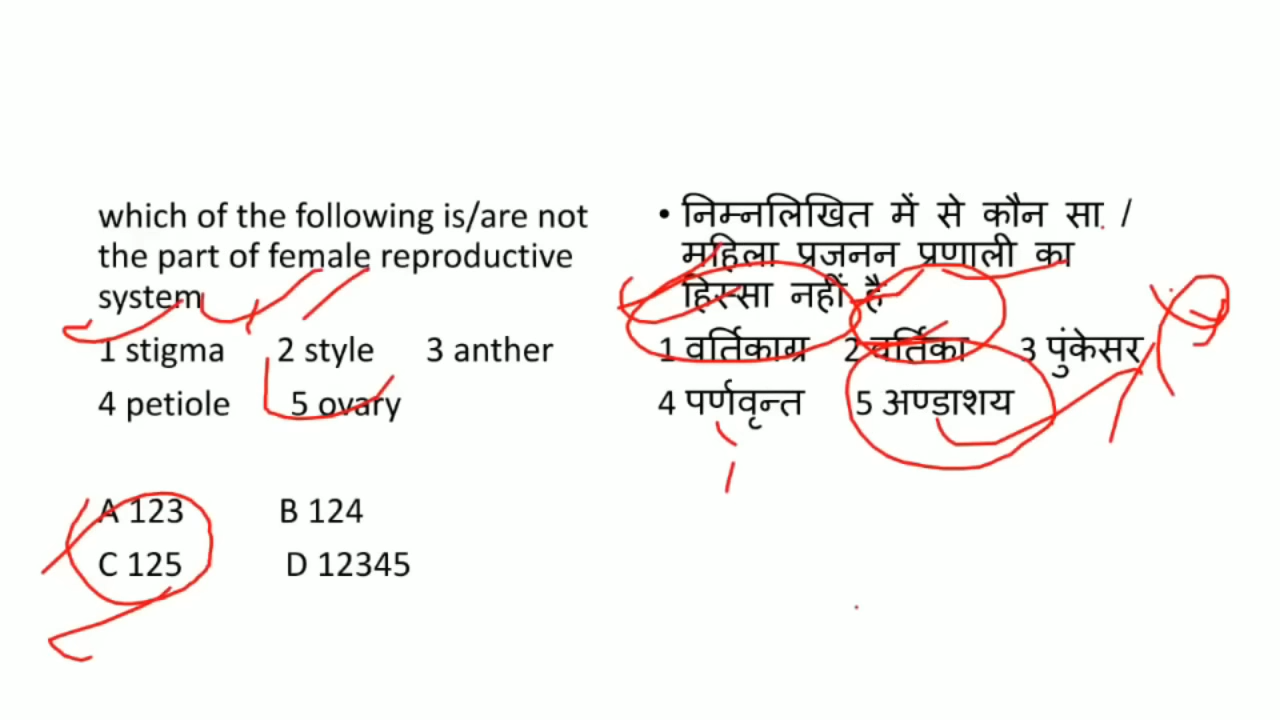 which of the following is/are not
the part of female reproductive
system
1 stigma 2 style 3 anther
4 petiole 5 ovary
A 123 B 124
C 125 D 12345
• निम्नलिखित में से कौन सा /
महिला प्रजनन प्रणाली का
हिस्सा नहीं है
1 वर्तिकाग्र 2 वर्तिका 3 पुंकेसर
4 पर्णवृन्त 5 अण्डाशय